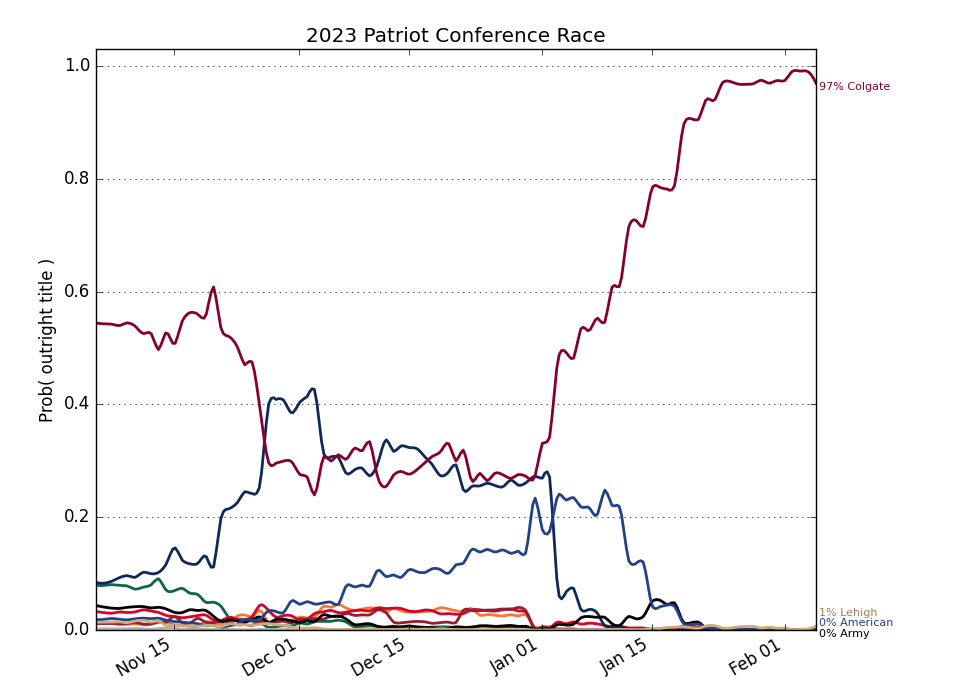 2023 Patriot Conference Race
Prob( outright title )
1.0
0.8
0.6
0.4
0.2
0.0
97% Colgate
1% Lehigh
0% American
0% Army
Nov 15
Dec 01
Dec 15
Jan 01
Jan 15
Feb 01